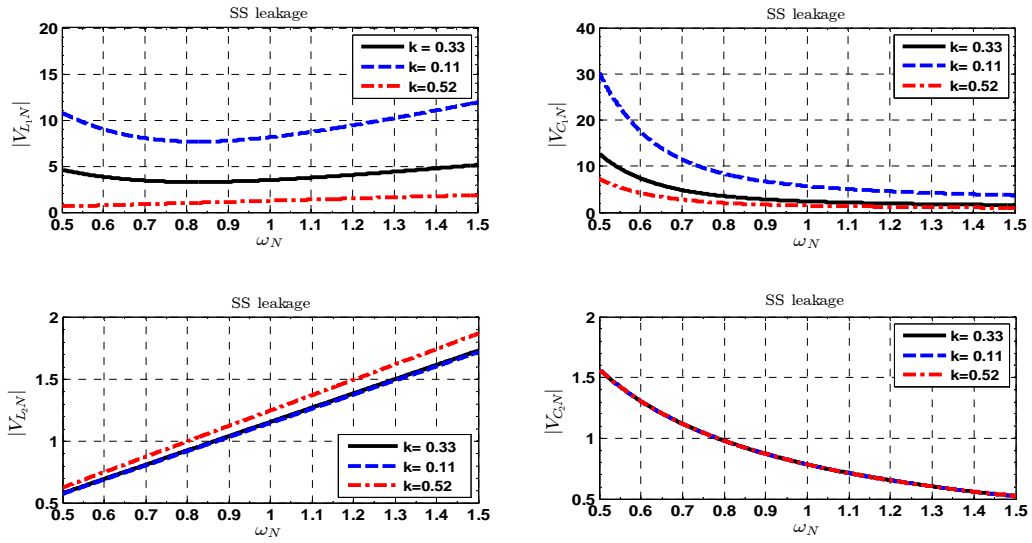 SS leakage
|V_{L_1N}|
20
15
10
5
0
k = 0.33
k= 0.11
k=0.52
0.5 0.6 0.7 0.8 0.9 1 1.1 1.2 1.3 1.4 1.5
ω_N
SS leakage
|V_{C_1N}|
40
30
20
10
0
k = 0.33
k= 0.11
k=0.52
0.5 0.6 0.7 0.8 0.9 1 1.1 1.2 1.3 1.4 1.5
ω_N
SS leakage
|V_{L_2N}|
2
1.5
1
0.5
k= 0.33
k= 0.11
k=0.52
0.5 0.6 0.7 0.8 0.9 1 1.1 1.2 1.3 1.4 1.5
ω_N
SS leakage
|V_{C_2N}|
2
1.5
1
0.5
k= 0.33
k= 0.11
k=0.52
0.5 0.6 0.7 0.8 0.9 1 1.1 1.2 1.3 1.4 1.5
ω_N